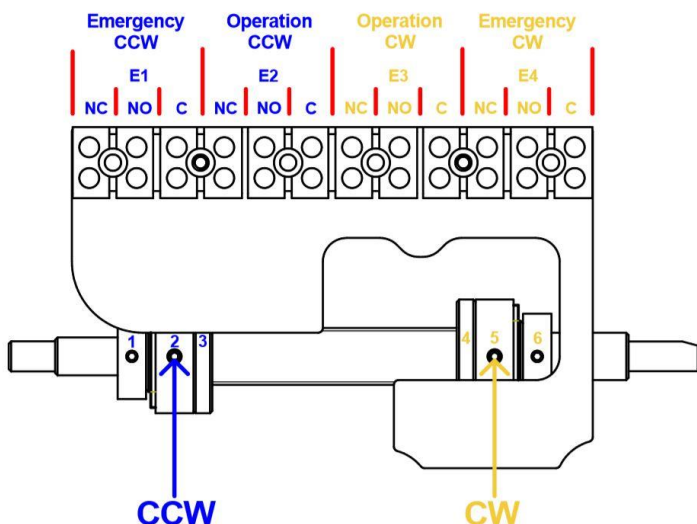 Emergency CCW
Operation CCW
Operation CW
Emergency CW
E1
E2
E3
E4
NC NO C NC NO C NC NO C NC NO C
1 2 3 4 5 6
CCW CW